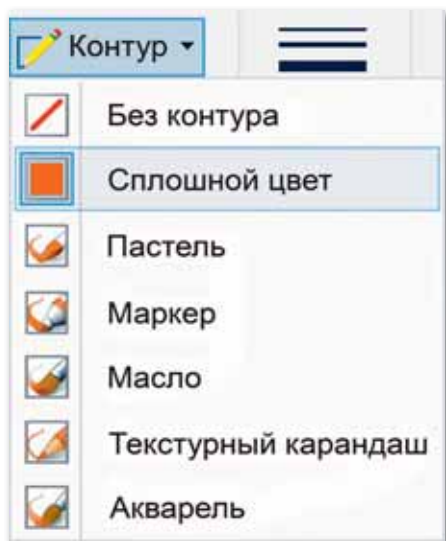 Контур
Без контура
Сплошной цвет
Пастель
Маркер
Масло
Текстурный карандаш
Акварель